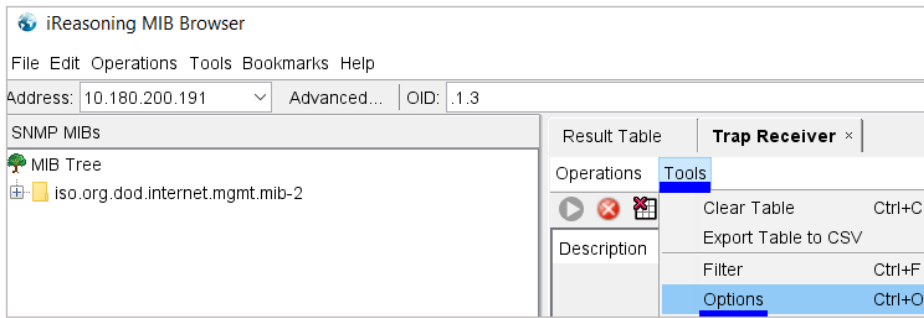 iReasoning MIB Browser
File Edit Operations Tools Bookmarks Help
Address: 10.180.200.191 Advanced... OID: .1.3
SNMP MIBs
Result Table Trap Receiver ×
MIB Tree
iso.org.dod.internet.mgmt.mib-2
Operations Tools
Clear Table Ctrl+C
Export Table to CSV
Description
Filter Ctrl+F
Options Ctrl+O